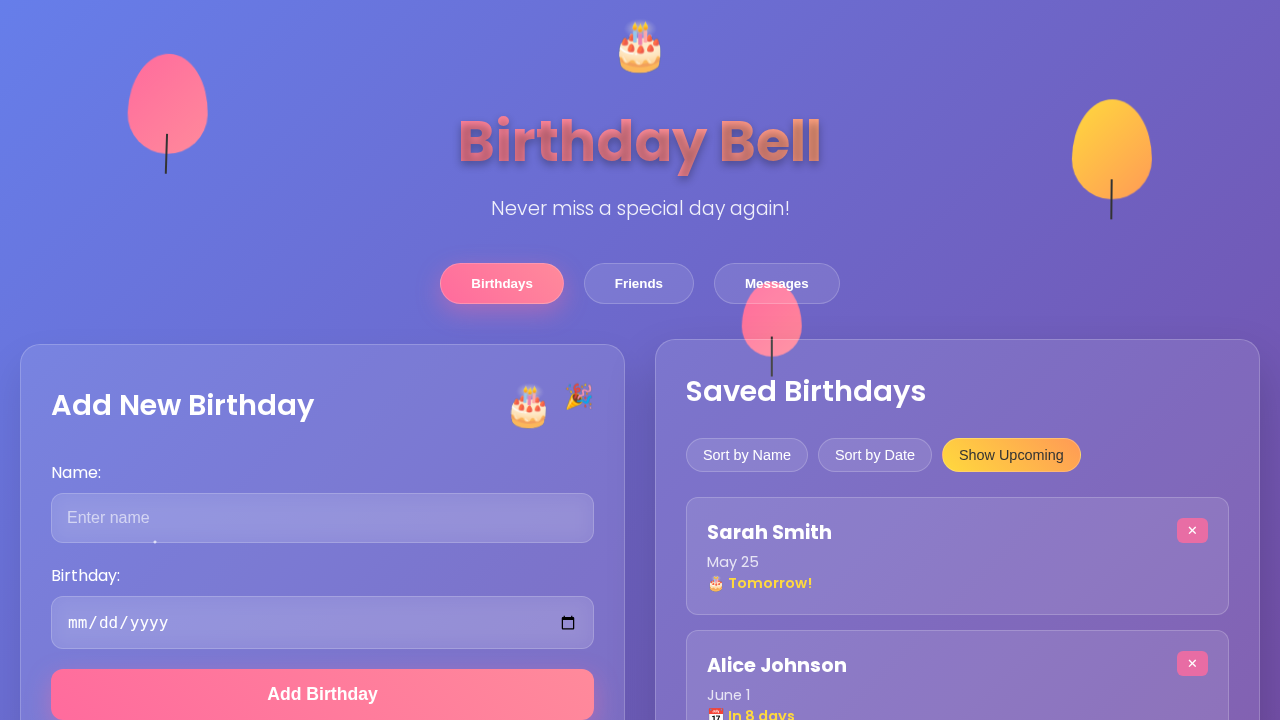 Birthday Bell
Never miss a special day again!
Birthdays
Friends
Messages
Add New Birthday
Name:
Enter name
Birthday:
mm/dd/yyyy
Add Birthday
Saved Birthdays
Sort by Name
Sort by Date
Show Upcoming
Sarah Smith
✕
May 25
🎂 Tomorrow!
Alice Johnson
✕
June 1
📅 In 8 days